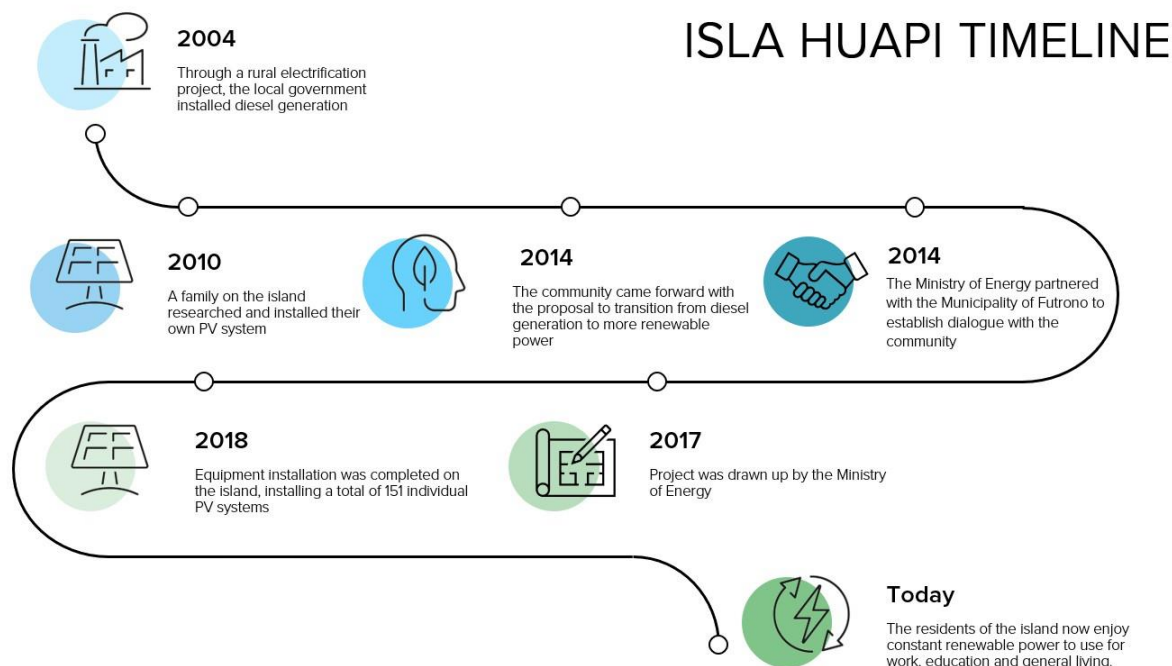 ISLA HUAPI TIMELINE
2004
Through a rural electrification
project, the local government
installed diesel generation
2010
A family on the island
researched and installed their
own PV system
2014
The community came forward with
the proposal to transition from diesel
generation to more renewable
power
2014
The Ministry of Energy partnered
with the Municipality of Futrono to
establish dialogue with the
community
2017
Project was drawn up by the Ministry
of Energy
2018
Equipment installation was completed on
the island, installing a total of 151 individual
PV systems
Today
The residents of the island now enjoy
constant renewable power to use for
work, education and general living.